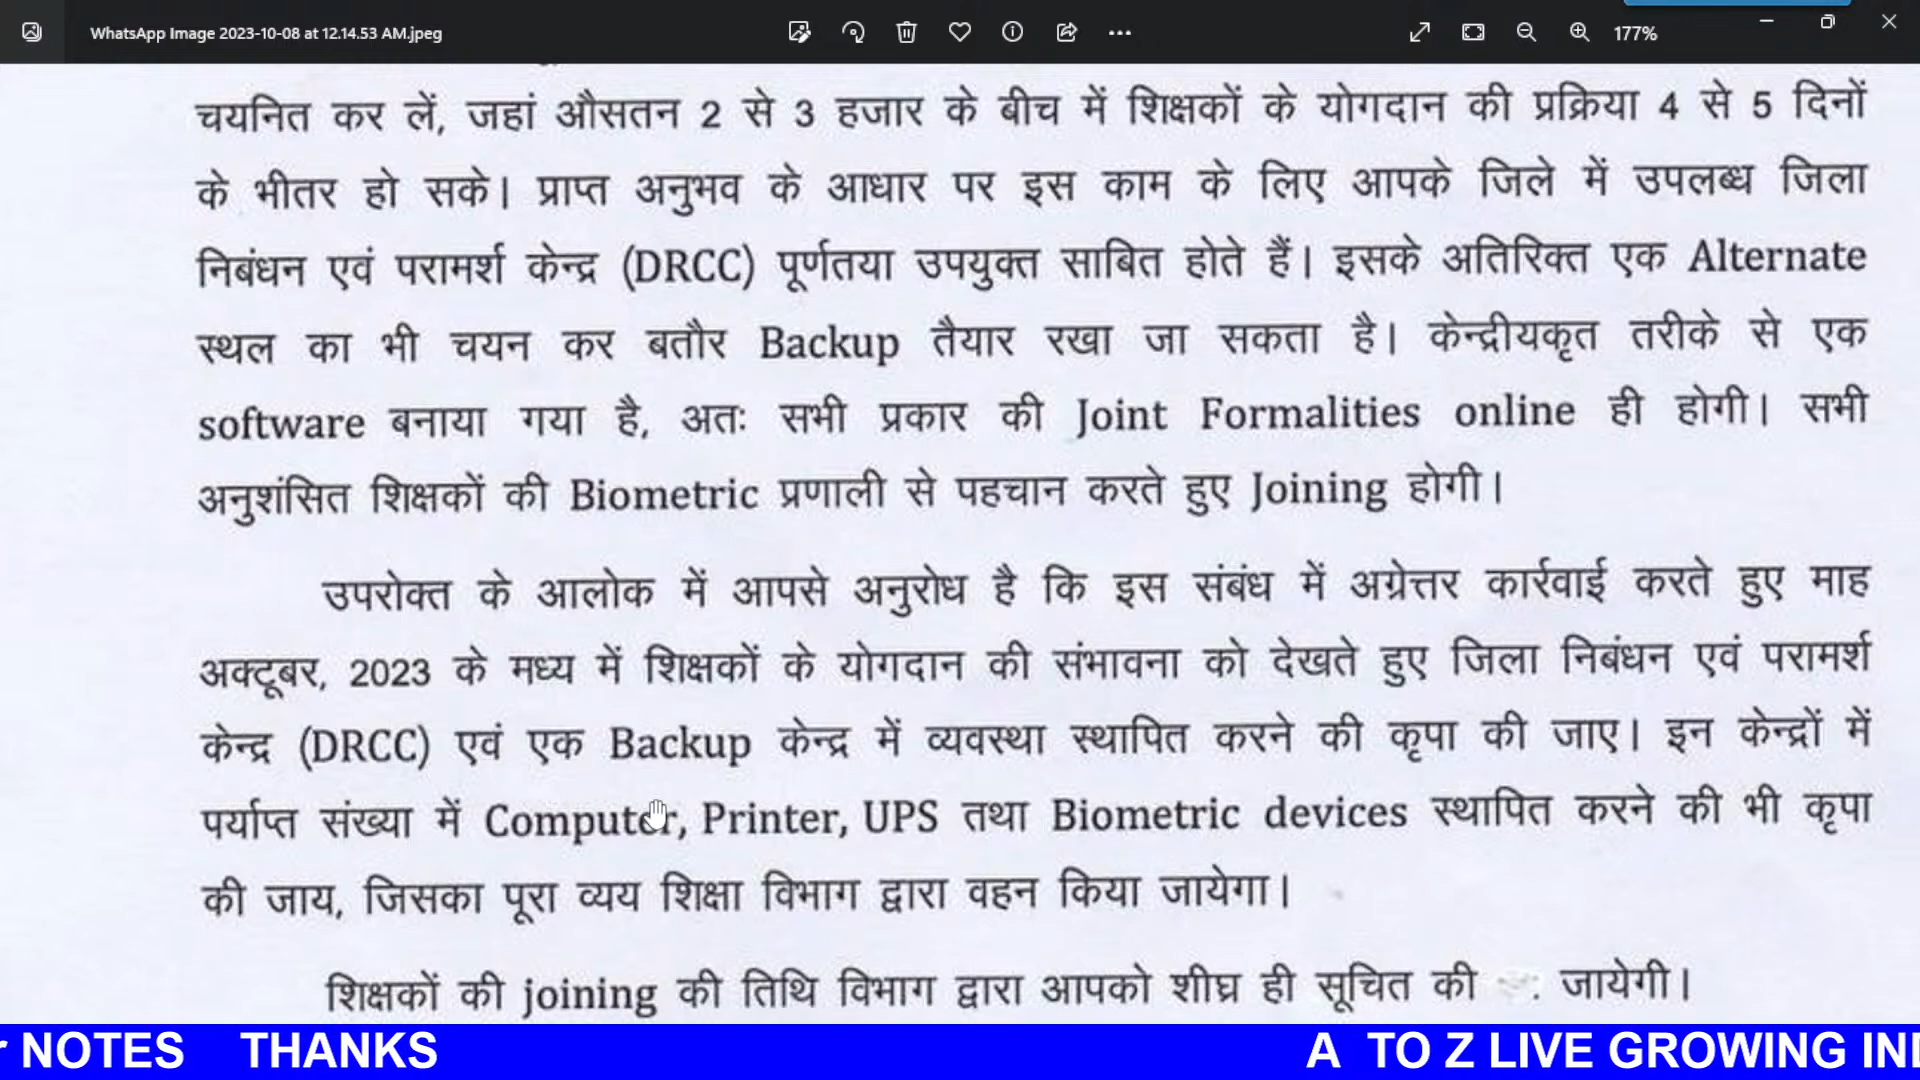 WhatsApp Image 2023-10-08 at 12.14.53 AM.jpeg
177%
चयनित कर लें, जहां औसतन 2 से 3 हजार के बीच में शिक्षकों के योगदान की प्रक्रिया 4 से 5 दिनों
के भीतर हो सके। प्राप्त अनुभव के आधार पर इस काम के लिए आपके जिले में उपलब्ध जिला
निबंधन एवं परामर्श केन्द्र (DRCC) पूर्णतया उपयुक्त साबित होते हैं। इसके अतिरिक्त एक Alternate
स्थल का भी चयन कर बतौर Backup तैयार रखा जा सकता है। केन्द्रीयकृत तरीके से एक
software बनाया गया है, अतः सभी प्रकार की Joint Formalities online ही होगी। सभी
अनुशंसित शिक्षकों की Biometric प्रणाली से पहचान करते हुए Joining होगी।
उपरोक्त के आलोक में आपसे अनुरोध है कि इस संबंध में अग्रेत्तर कार्रवाई करते हुए माह
अक्टूबर, 2023 के मध्य में शिक्षकों के योगदान की संभावना को देखते हुए जिला निबंधन एवं परामर्श
केन्द्र (DRCC) एवं एक Backup केन्द्र में व्यवस्था स्थापित करने की कृपा की जाए। इन केन्द्रों में
पर्याप्त संख्या में Computer, Printer, UPS तथा Biometric devices स्थापित करने की भी कृपा
की जाय, जिसका पूरा व्यय शिक्षा विभाग द्वारा वहन किया जायेगा।
शिक्षकों की joining की तिथि विभाग द्वारा आपको शीघ्र ही सूचित की जायेगी।
NOTES THANKS A TO Z LIVE GROWING